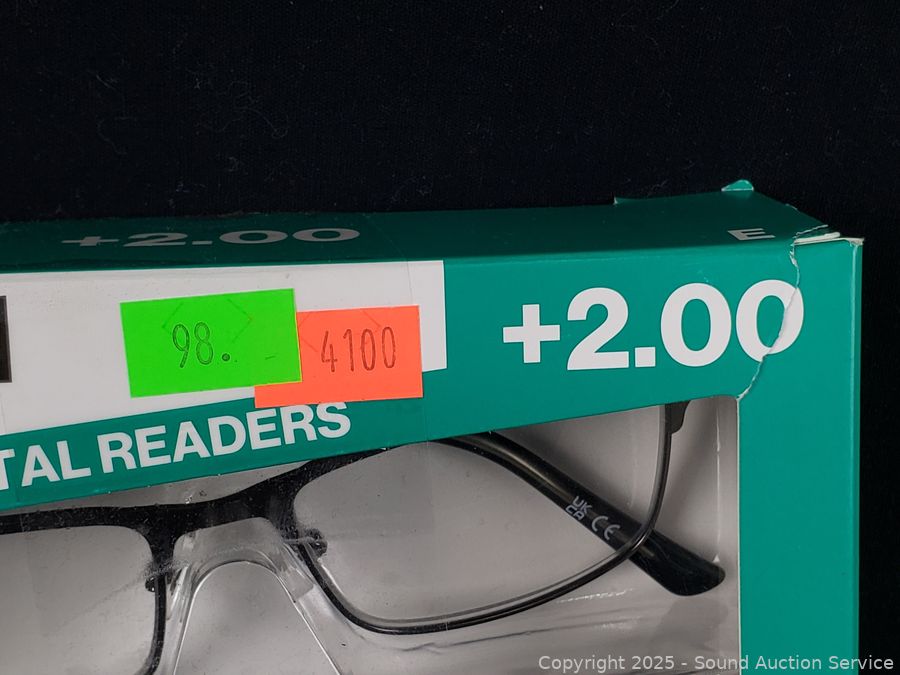 +2.00
E
+2.00
98.
4100
TAL READERS
UK
CA
CE
Copyright © 2025 - Sound Auction Service